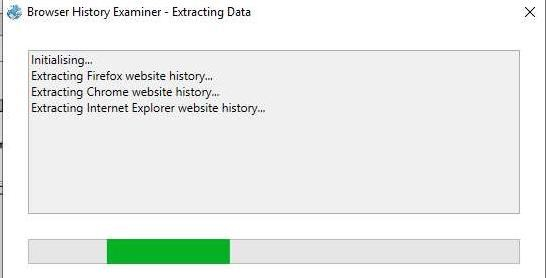 Browser History Examiner - Extracting Data
Initialising...
Extracting Firefox website history...
Extracting Chrome website history...
Extracting Internet Explorer website history...